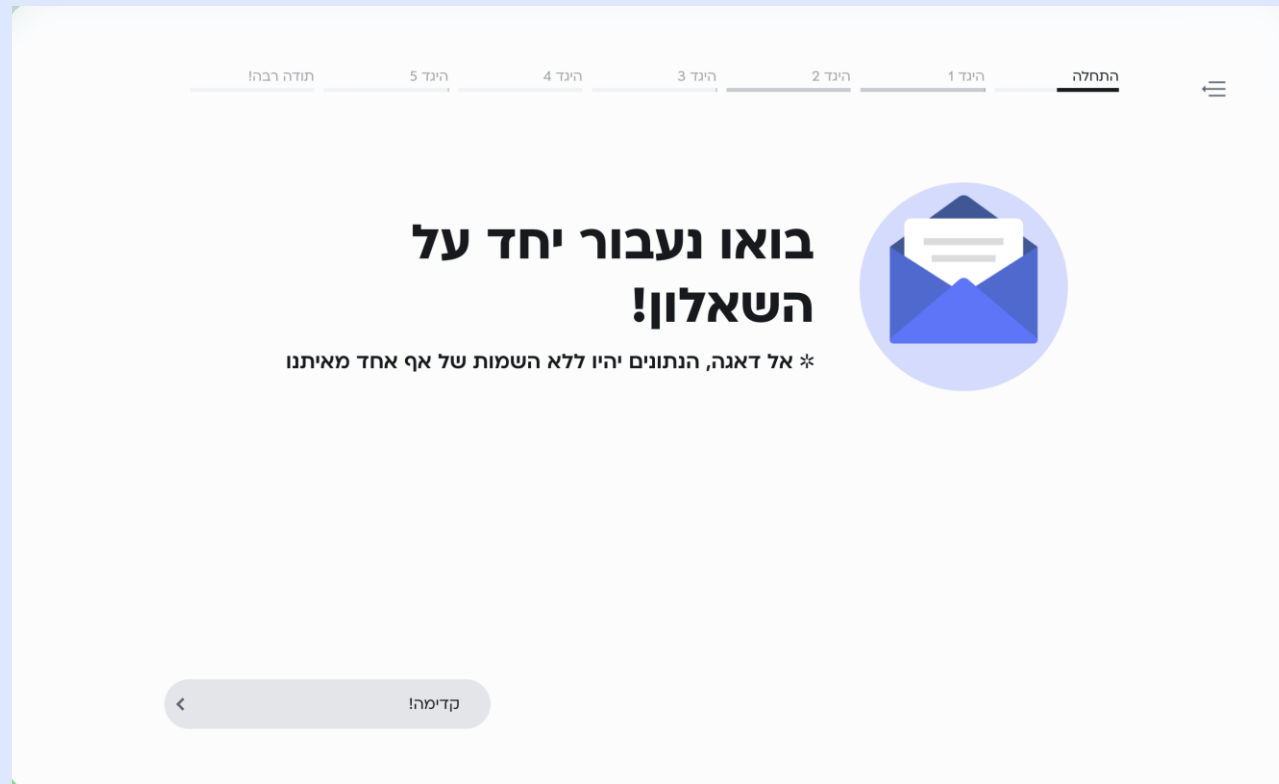 התחלה
היגד 1
היגד 2
היגד 3
היגד 4
היגד 5
תודה רבה!
בואו נעבור יחד על
השאלון!
* אל דאגה, הנתונים יהיו ללא השמות של אף אחד מאיתנו
קדימה!